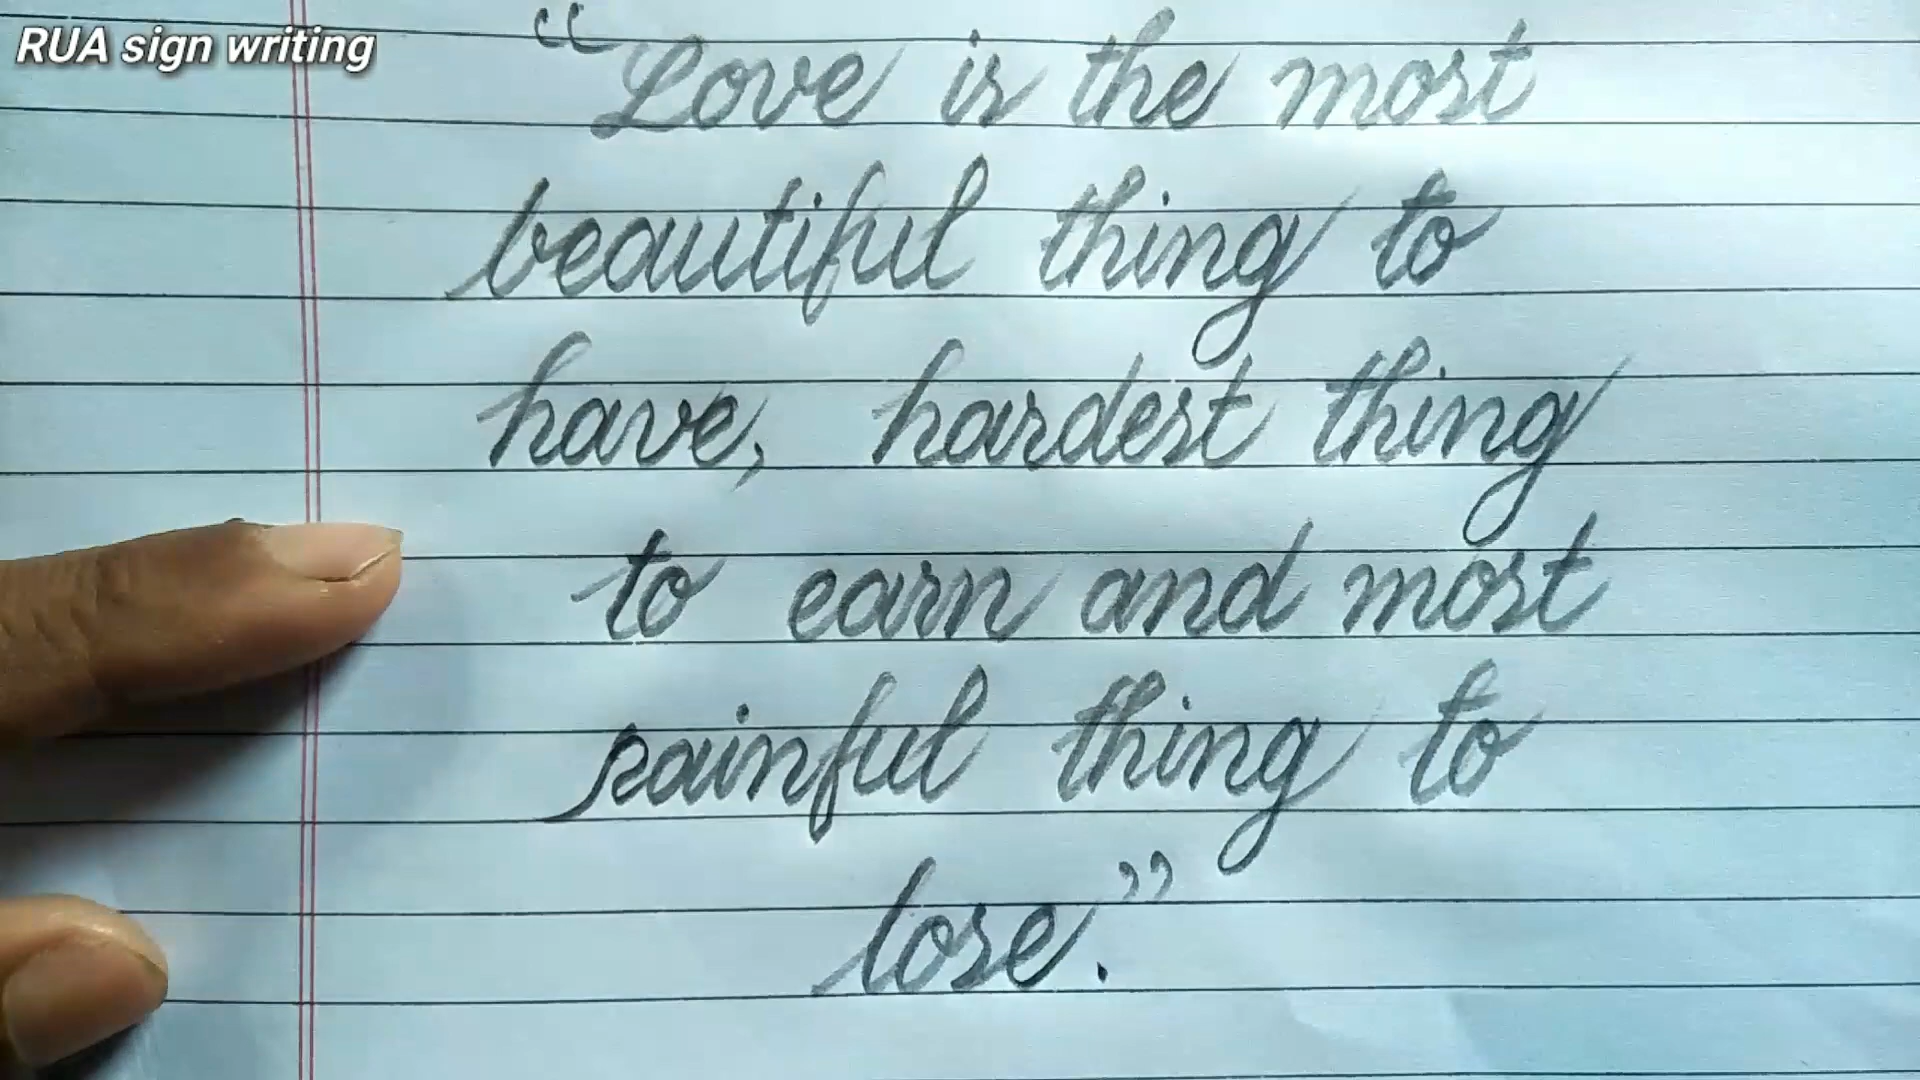 RUA sign writing
“Love is the most
beautiful thing to
have, hardest thing
to earn and most
painful thing to
lose.”